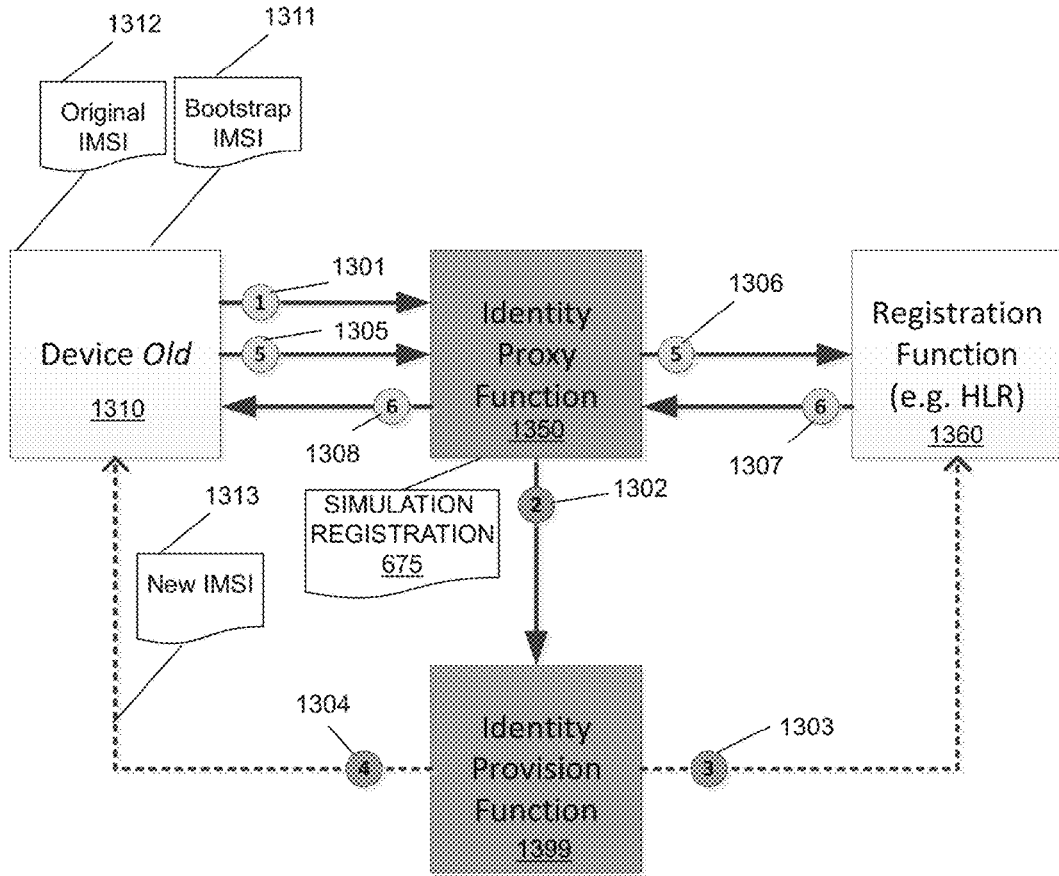 1312
1311
Original
IMSI
Bootstrap
IMSI
1301
1
1305
5
Device Old
1310
6
1308
Identity
Proxy
Function
1350
1306
5
6
1307
Registration
Function
(e.g. HLR)
1360
1313
New IMSI
SIMULATION
REGISTRATION
675
2
1302
1304
4
Identity
Provision
Function
1399
1303
3